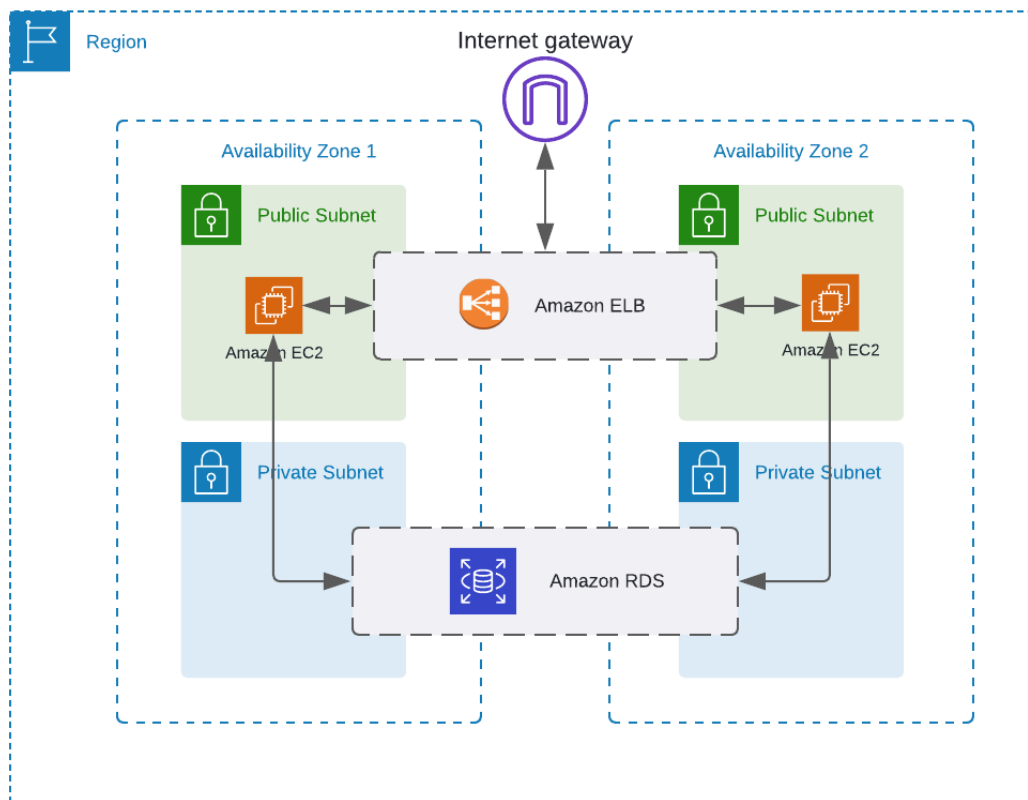 Region
Internet gateway
Availability Zone 1
Availability Zone 2
Public Subnet
Public Subnet
Amazon ELB
Amazon EC2
Amazon EC2
Private Subnet
Private Subnet
Amazon RDS